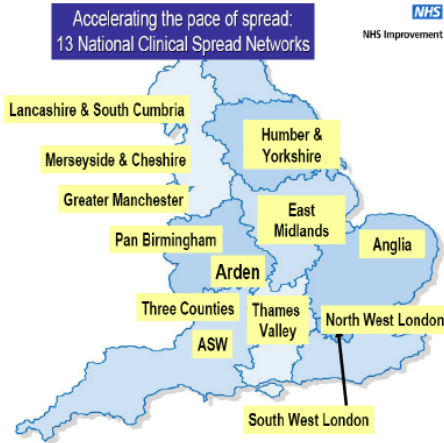 Accelerating the pace of spread:
13 National Clinical Spread Networks
NHS
NHS Improvement
Lancashire & South Cumbria
Humber &
Yorkshire
Merseyside & Cheshire
Greater Manchester
East
Midlands
Pan Birmingham
Anglia
Arden
Three Counties
Thames
Valley
North West London
ASW
South West London